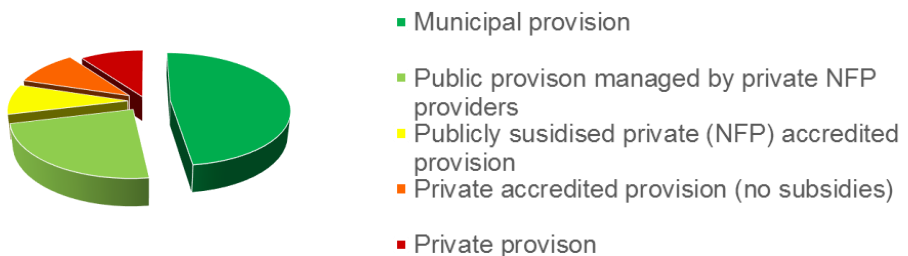 Municipal provision
Public provison managed by private NFP
providers
Publicly susidised private (NFP) accredited
provision
Private accredited provision (no subsidies)
Private provison